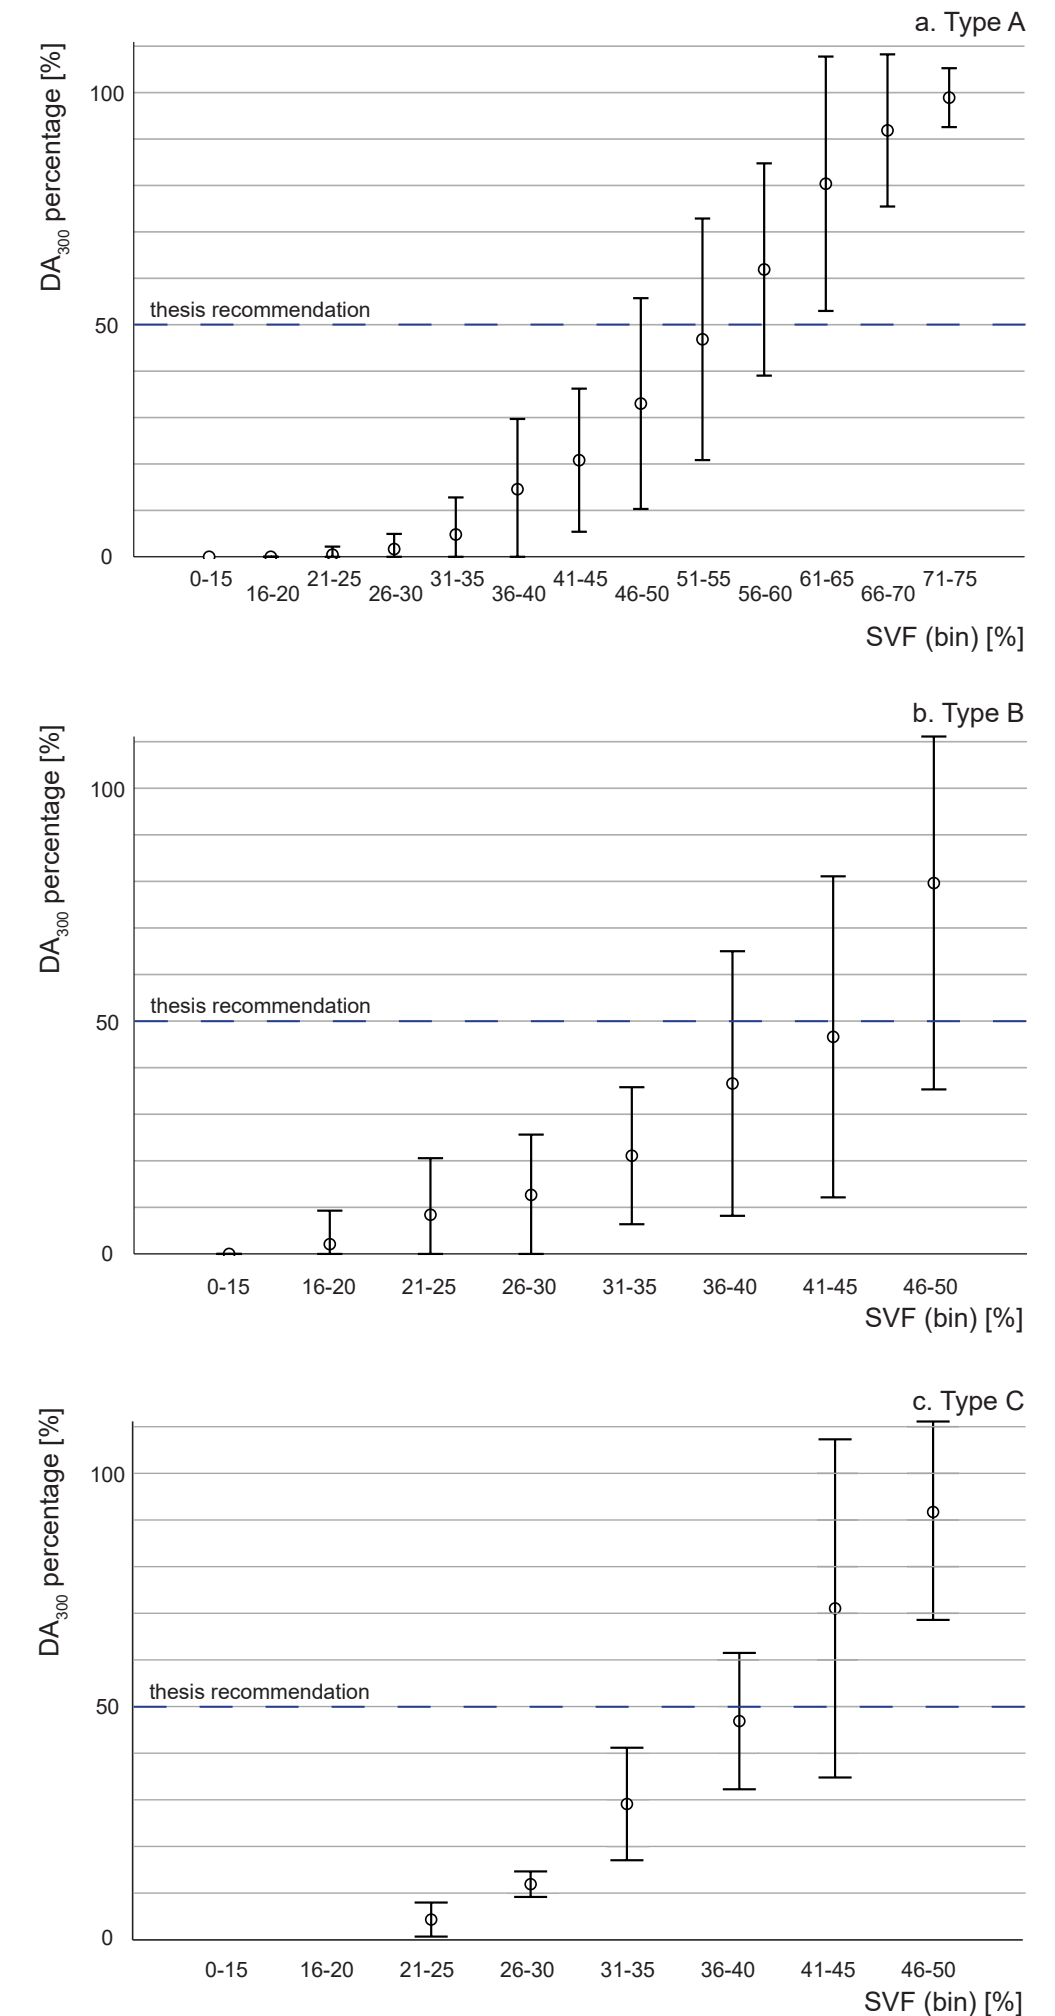 a. Type A
DA300 percentage [%]
100
thesis recommendation
50
0
0-15 21-25 31-35 41-45 51-55 61-65 71-75
16-20 26-30 36-40 46-50 56-60 66-70
SVF (bin) [%]
b. Type B
DA300 percentage [%]
100
thesis recommendation
50
0
0-15 16-20 21-25 26-30 31-35 36-40 41-45 46-50
SVF (bin) [%]
c. Type C
DA300 percentage [%]
100
thesis recommendation
50
0
0-15 16-20 21-25 26-30 31-35 36-40 41-45 46-50
SVF (bin) [%]